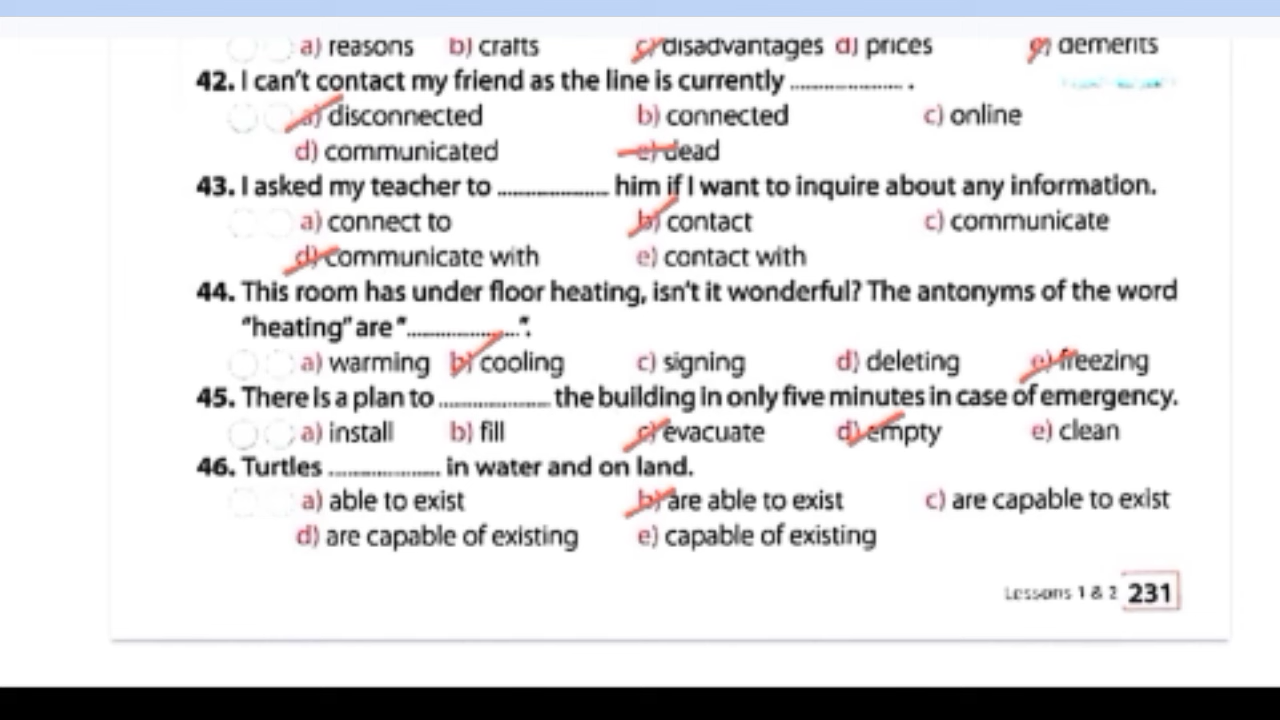 a) reasons b) crafts c) disadvantages d) prices e) demerits
42. I can't contact my friend as the line is currently .................... .
a) disconnected b) connected c) online
d) communicated e) dead
43. I asked my teacher to .................... him if I want to inquire about any information.
a) connect to b) contact c) communicate
d) communicate with e) contact with
44. This room has under floor heating, isn't it wonderful? The antonyms of the word
"heating" are "....................".
a) warming b) cooling c) signing d) deleting e) freezing
45. There is a plan to .................... the building in only five minutes in case of emergency.
a) install b) fill c) evacuate d) empty e) clean
46. Turtles .................... in water and on land.
a) able to exist b) are able to exist c) are capable to exist
d) are capable of existing e) capable of existing
Lessons 1 & 2 231